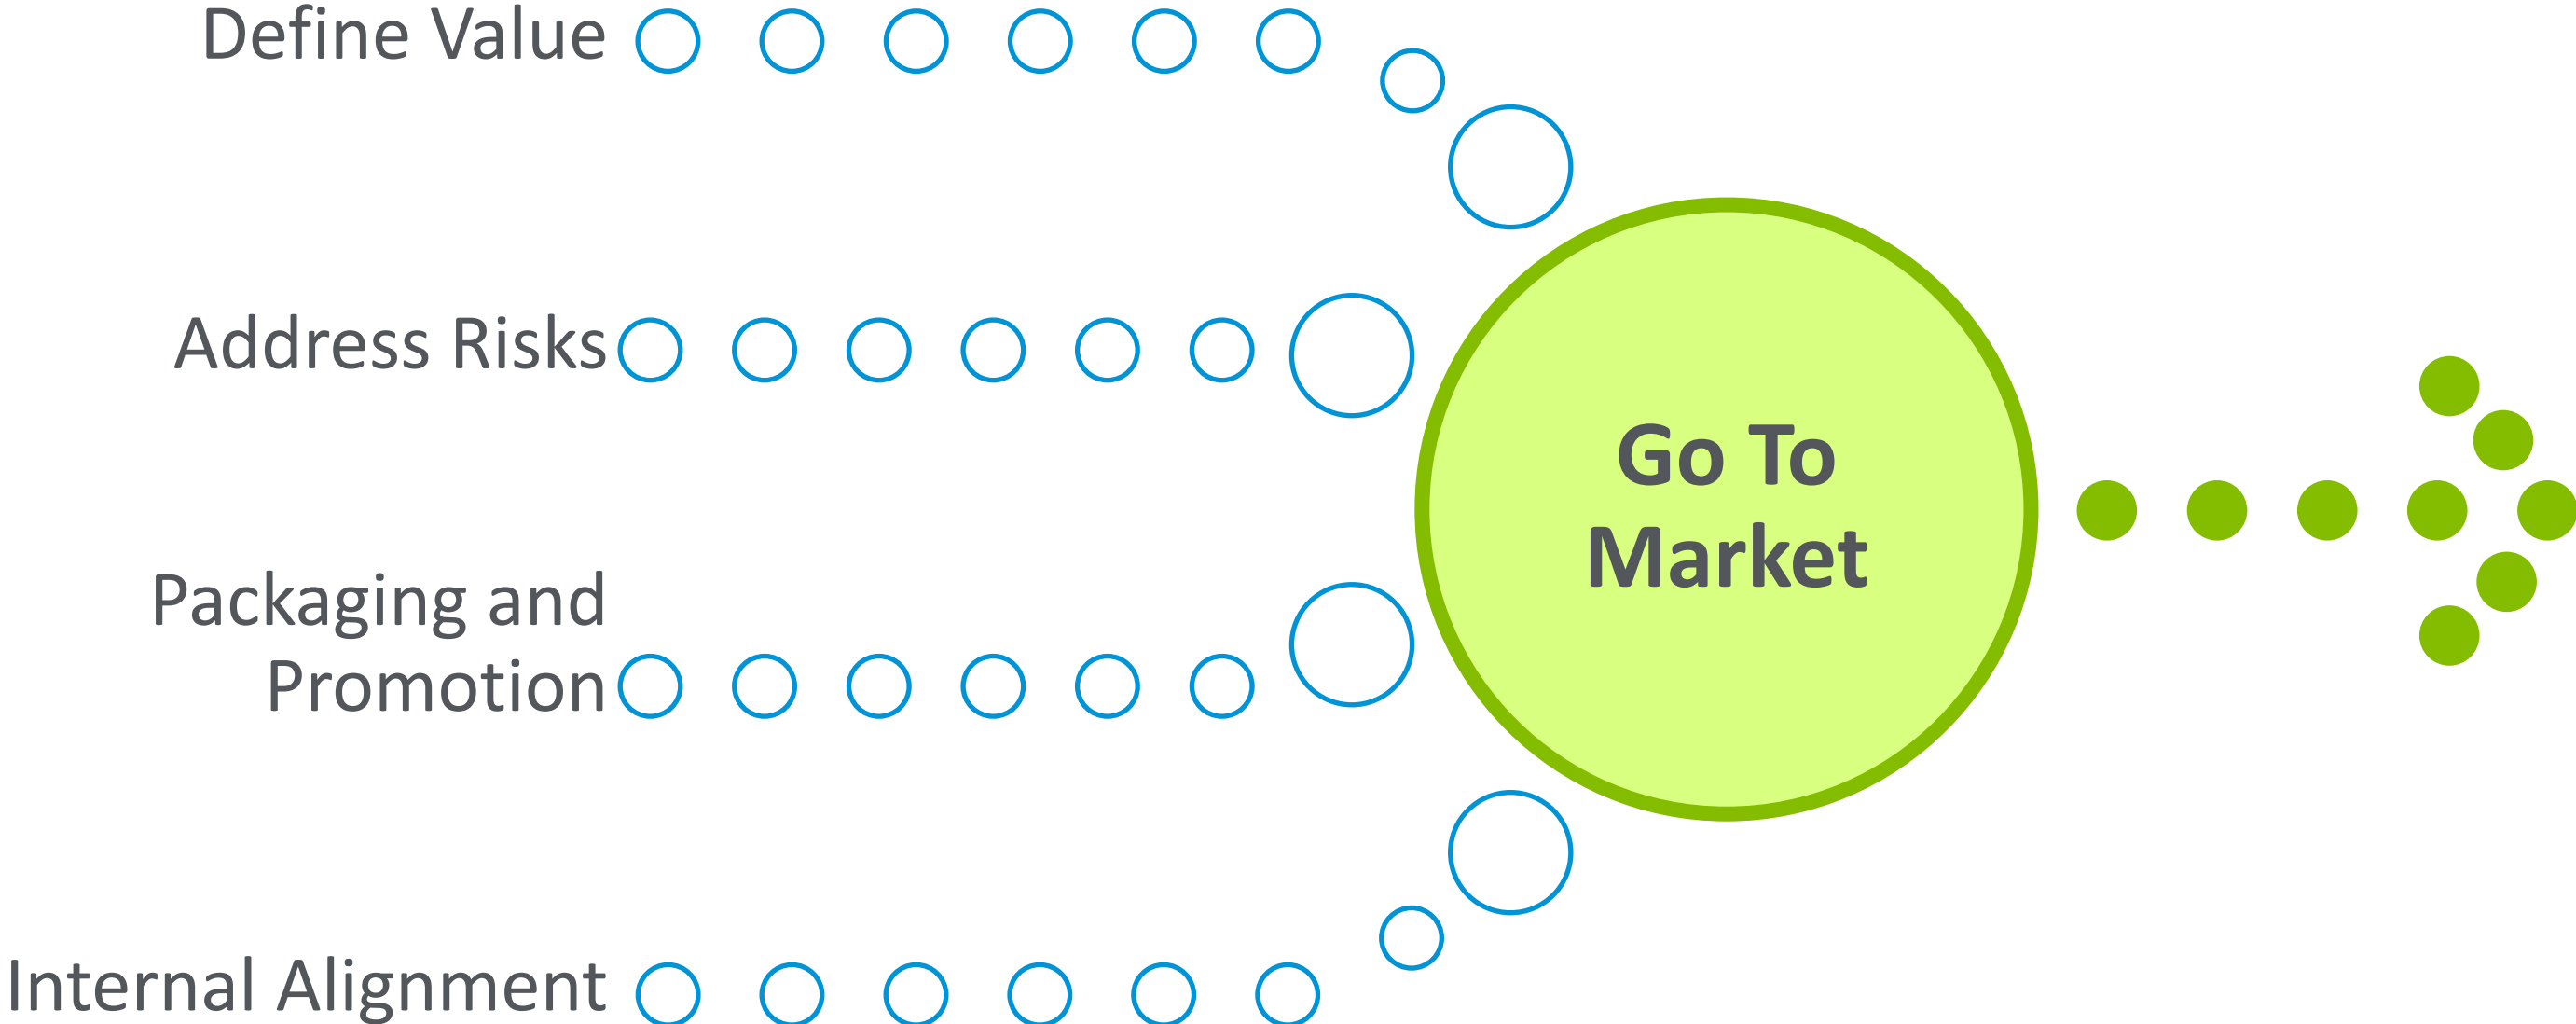 Define Value
Address Risks
Go To
Market
Packaging and
Promotion
Internal Alignment